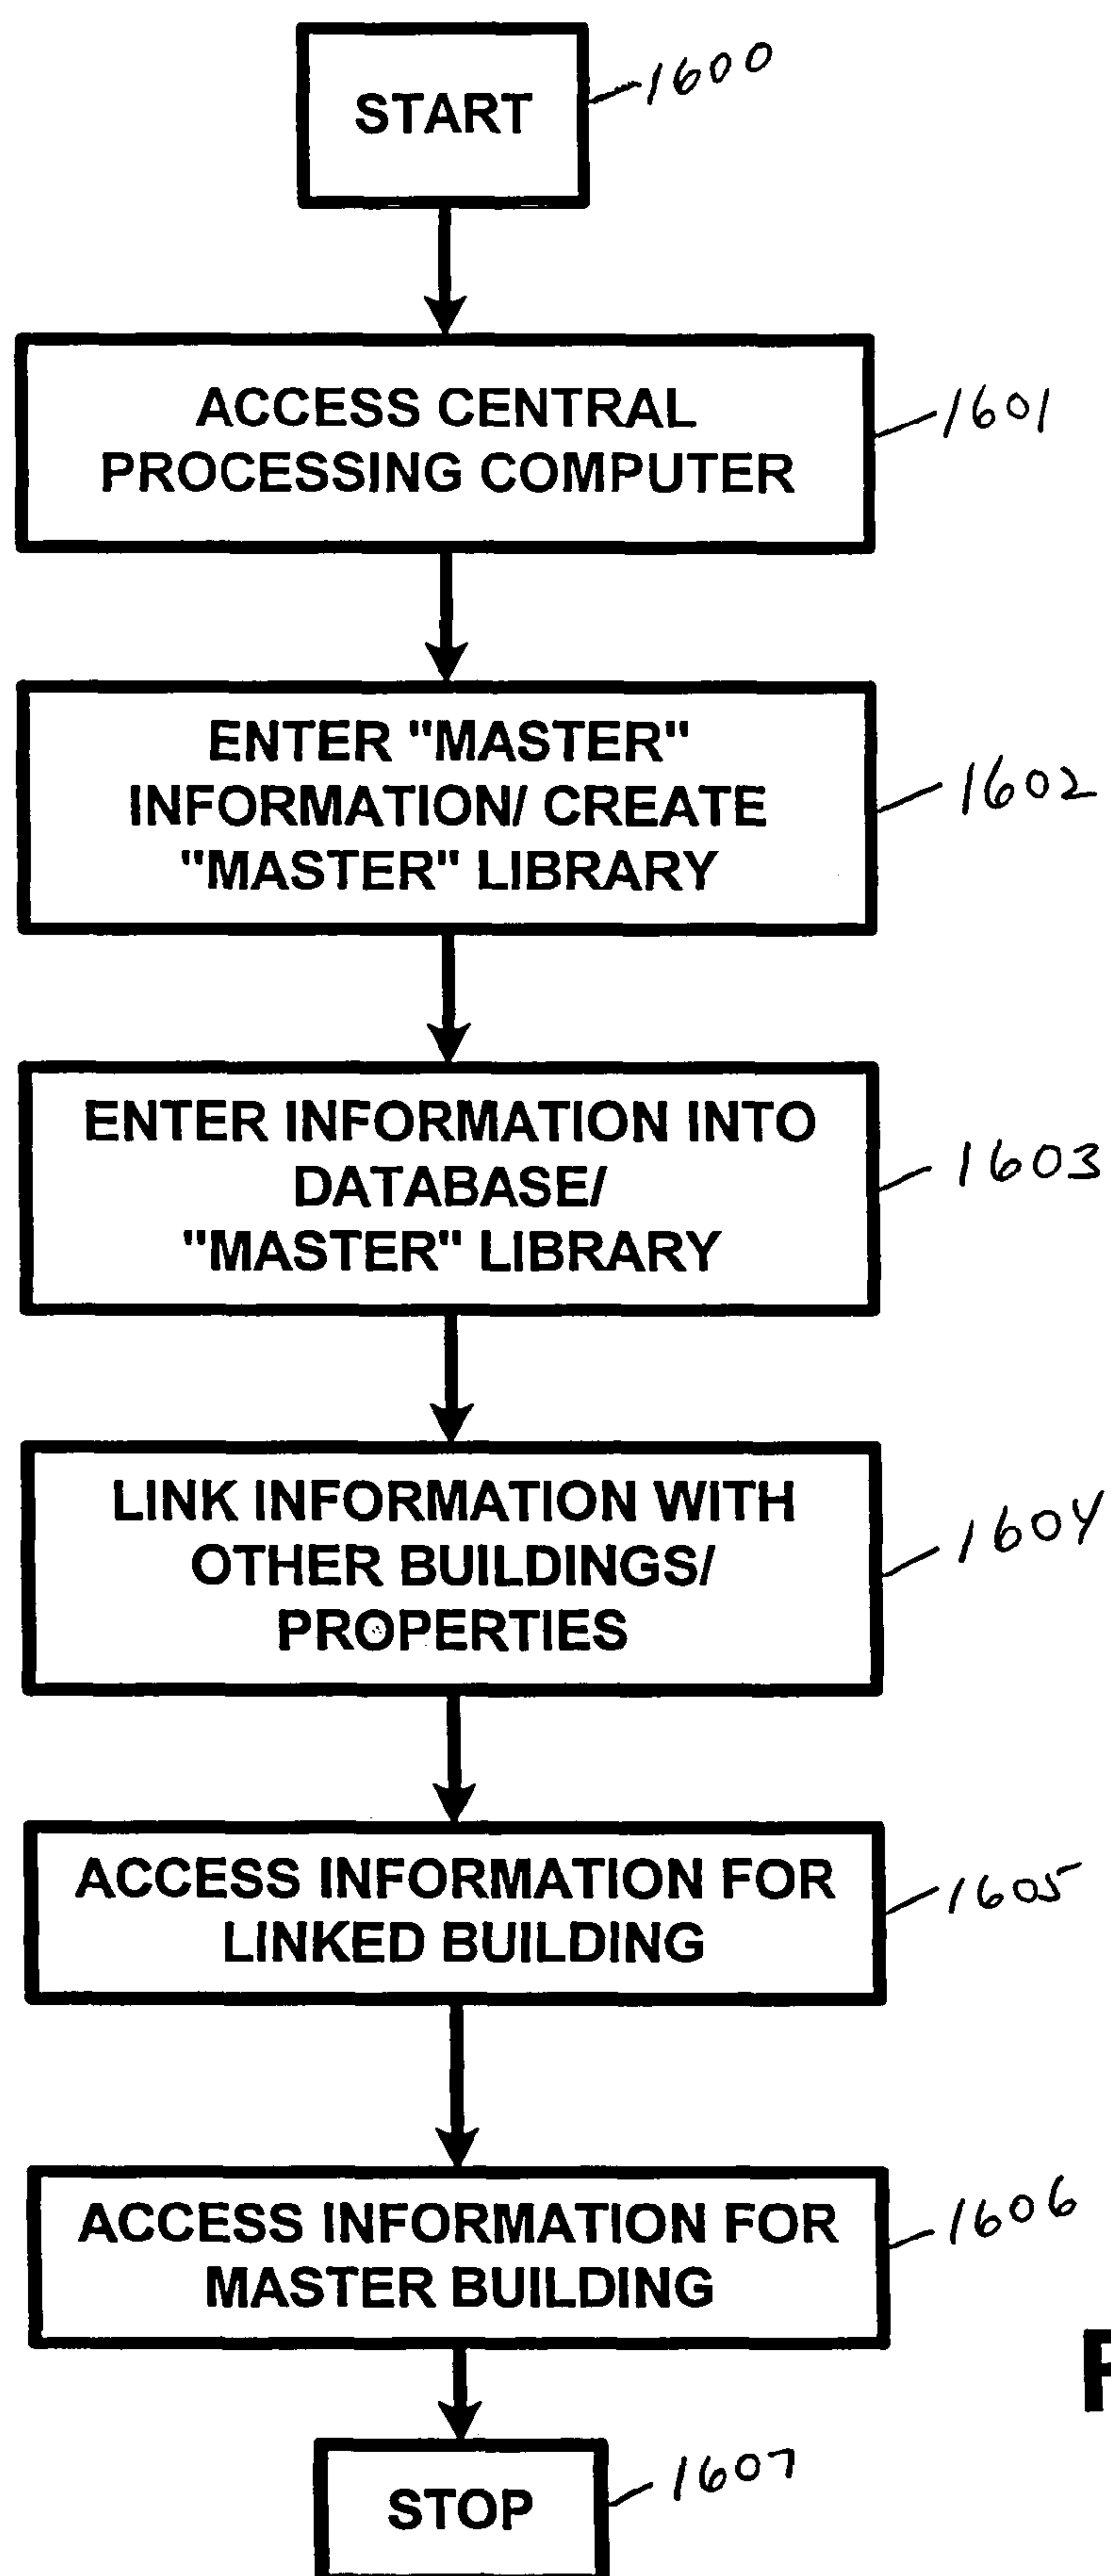 START
1600
ACCESS CENTRAL
PROCESSING COMPUTER
1601
ENTER "MASTER"
INFORMATION/ CREATE
"MASTER" LIBRARY
1602
ENTER INFORMATION INTO
DATABASE/
"MASTER" LIBRARY
1603
LINK INFORMATION WITH
OTHER BUILDINGS/
PROPERTIES
1604
ACCESS INFORMATION FOR
LINKED BUILDING
1605
ACCESS INFORMATION FOR
MASTER BUILDING
1606
STOP
1607